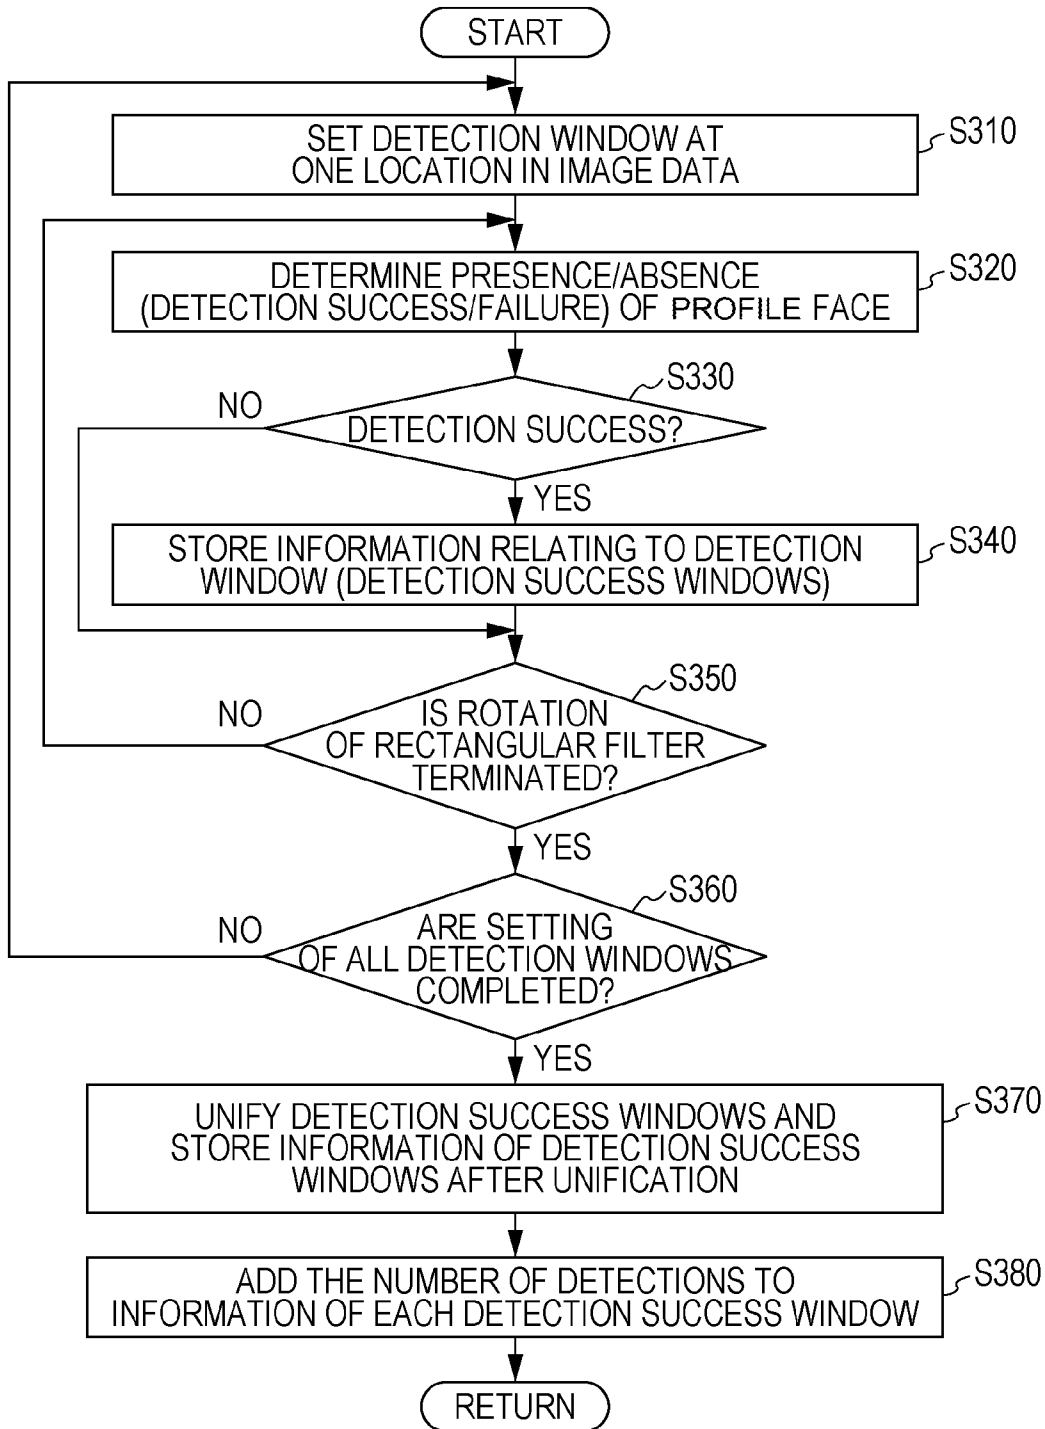 START
SET DETECTION WINDOW AT
ONE LOCATION IN IMAGE DATA
S310
DETERMINE PRESENCE/ABSENCE
(DETECTION SUCCESS/FAILURE) OF PROFILE FACE
S320
S330
NO
DETECTION SUCCESS?
YES
STORE INFORMATION RELATING TO DETECTION
WINDOW (DETECTION SUCCESS WINDOWS)
S340
S350
NO
IS ROTATION
OF RECTANGULAR FILTER
TERMINATED?
YES
S360
NO
ARE SETTING
OF ALL DETECTION WINDOWS
COMPLETED?
YES
UNIFY DETECTION SUCCESS WINDOWS AND
STORE INFORMATION OF DETECTION SUCCESS
WINDOWS AFTER UNIFICATION
S370
ADD THE NUMBER OF DETECTIONS TO
INFORMATION OF EACH DETECTION SUCCESS WINDOW
S380
RETURN